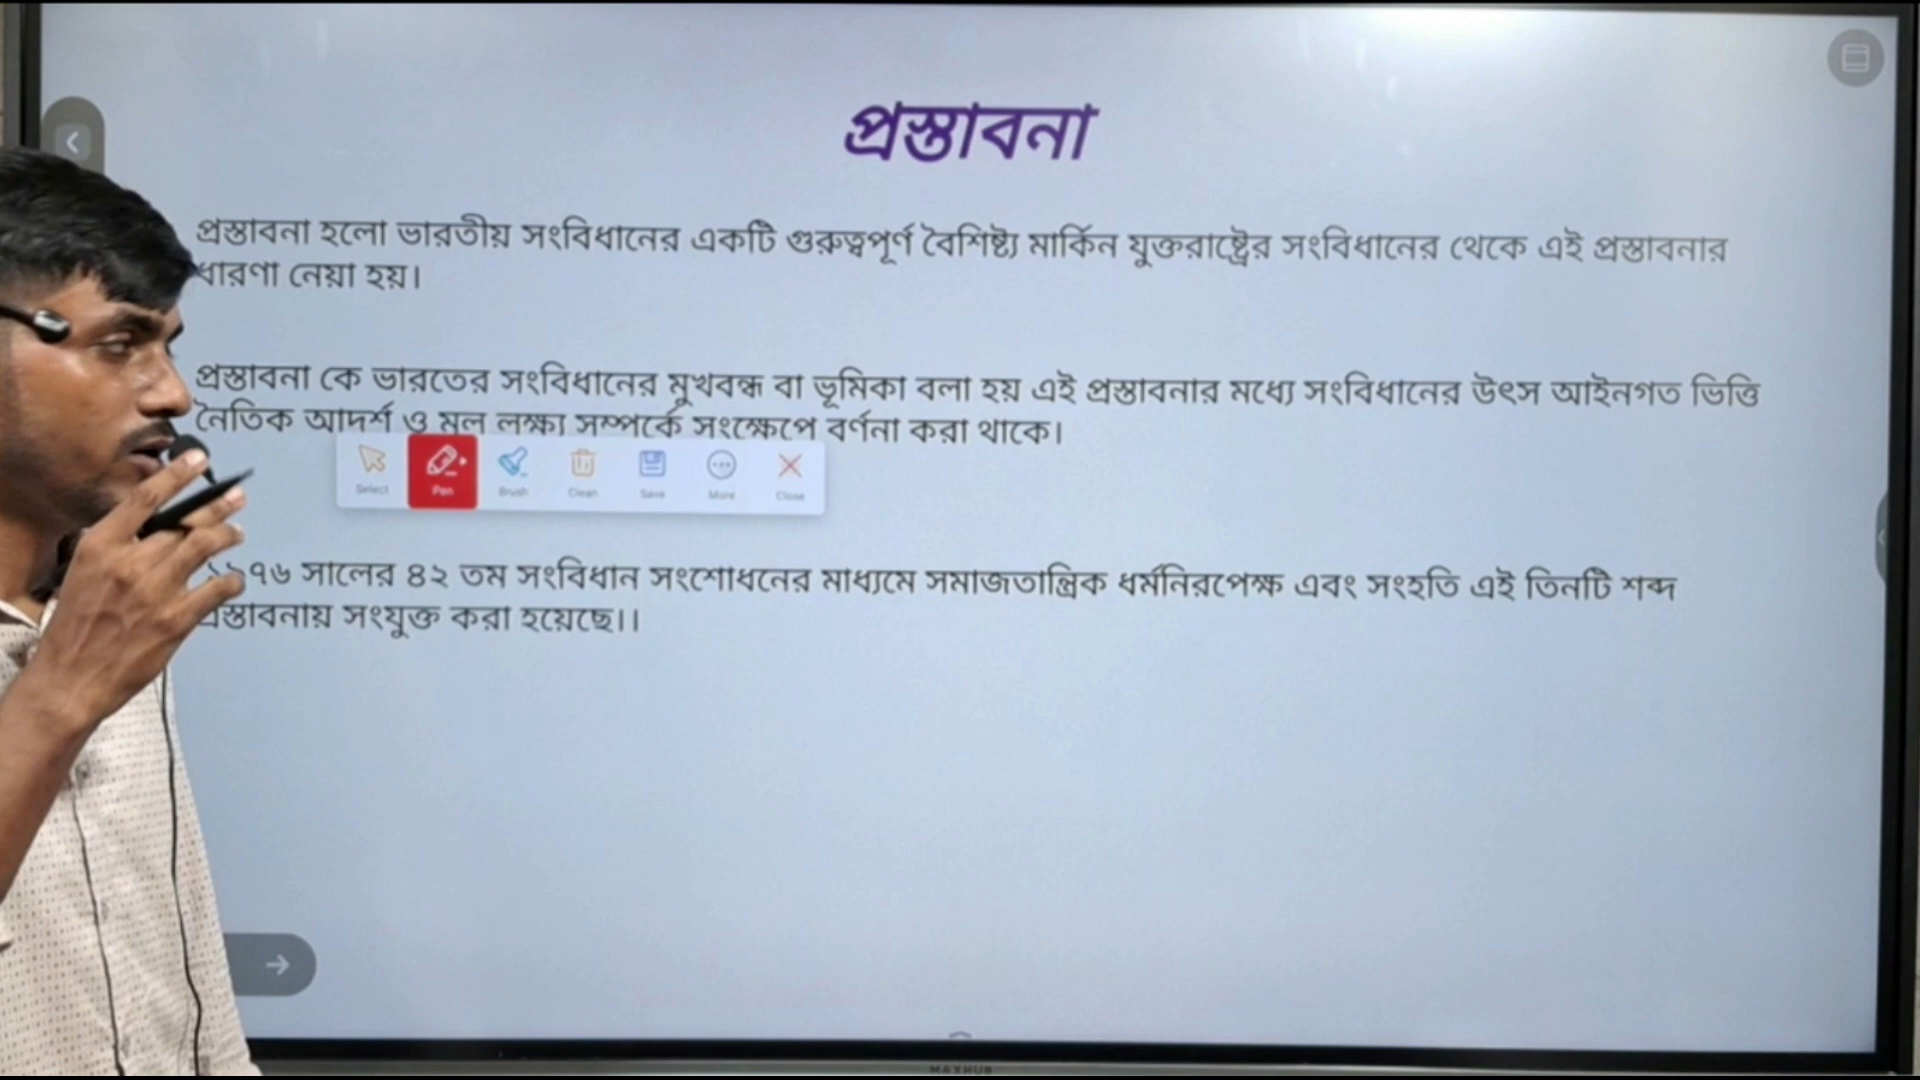 প্রস্তাবনা
প্রস্তাবনা হলো ভারতীয় সংবিধানের একটি গুরুত্বপূর্ণ বৈশিষ্ট্য মার্কিন যুক্তরাষ্ট্রের সংবিধানের থেকে এই প্রস্তাবনার
ধারণা নেয়া হয়।
প্রস্তাবনা কে ভারতের সংবিধানের মুখবন্ধ বা ভূমিকা বলা হয় এই প্রস্তাবনার মধ্যে সংবিধানের উৎস আইনগত ভিত্তি
নৈতিক আদর্শ ও মূল লক্ষ্য সম্পর্কে সংক্ষেপে বর্ণনা করা থাকে।
Select Pen Brush Clean Save More Close
১৯৭৬ সালের ৪২ তম সংবিধান সংশোধনের মাধ্যমে সমাজতান্ত্রিক ধর্মনিরপেক্ষ এবং সংহতি এই তিনটি শব্দ
প্রস্তাবনায় সংযুক্ত করা হয়েছে।।
MAXHUB